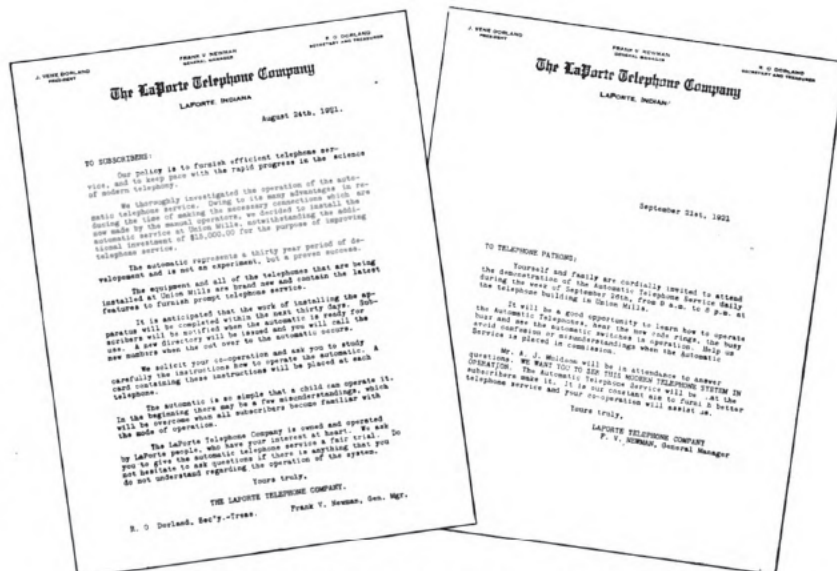 J. VENE DORLAND
PRESIDENT
FRANK V. NEWMAN
GENERAL MANAGER
R. O. DORLAND
SECRETARY AND TREASURER
The LaPorte Telephone Company
LAPORTE, INDIANA
August 24th, 1921.
TO SUBSCRIBERS:
Our policy is to furnish efficient telephone ser-
vice, and to keep pace with the rapid progress in the science
of modern telephony.
We thoroughly investigated the operation of the auto-
matic telephone service. Owing to its many advantages in re-
ducing the time of making the necessary connections which are
now made by the manual operators, we decided to install the
automatic service at Union Mills, notwithstanding the addi-
tional investment of $15,000.00 for the purpose of improving
telephone service.
The automatic represents a thirty year period of de-
velopement and is not an experiment, but a proven success.
The equipment and all of the telephones that are being
installed at Union Mills are brand new and contain the latest
features to furnish prompt telephone service.
It is anticipated that the work of installing the ap-
paratus will be completed within the next thirty days. Sub-
scribers will be notified when the automatic is ready for
use. A new directory will be issued and you will call the
new numbers when the cut over to the automatic occurs.
We solicit your co-operation and ask you to study
carefully the instructions how to operate the automatic. A
card containing these instructions will be placed at each
telephone.
The automatic is so simple that a child can operate it.
In the beginning there may be a few misunderstandings, which
will be overcome when all subscribers become familiar with
the mode of operation.
The LaPorte Telephone Company is owned and operated
by LaPorte people, who have your interest at heart. We ask
you to give the automatic telephone service a fair trial. Do
not hesitate to ask questions if there is anything that you
do not understand regarding the operation of the system.
Yours truly,
THE LAPORTE TELEPHONE COMPANY.
R. O Dorland, Sec'y.-Treas. Frank V. Newman, Gen. Mgr.
J. VENE DORLAND
PRESIDENT
FRANK V. NEWMAN
GENERAL MANAGER
R. O. DORLAND
SECRETARY AND TREASURER
The LaPorte Telephone Company
LAPORTE, INDIAN
September 21st, 1921
TO TELEPHONE PATRONS:
Yourself and family are cordially invited to attend
the demonstration of the Automatic Telephone Service daily
during the week of September 26th, from 9 a.m. to 8 p.m. at
the telephone building in Union Mills.
It will be a good opportunity to learn how to operate
the Automatic Telephones, hear the new code rings, the busy
buzz and see the automatic switches in operation. Help us
avoid confusion or misunderstandings when the Automatic
Service is placed in commission.
Mr. A. J. will be in attendance to answer
questions. WE WANT YOU TO SEE THIS MODERN TELEPHONE SYSTEM IN
OPERATION. The Automatic Telephone Service will be the
subscribers make it. It is our constant aim to furni h better
telephone service and your co-operation will assist us.
Yours truly,
LAPORTE TELEPHONE COMPANY
F. V. NEWMAN, General Manager